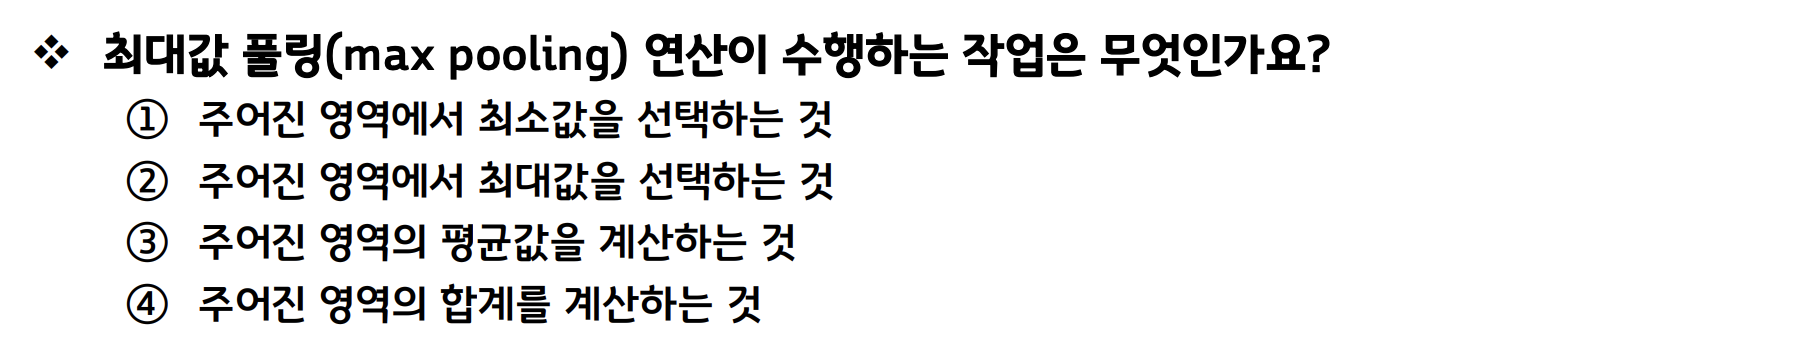 ❖ 최대값 풀링(max pooling) 연산이 수행하는 작업은 무엇인가요?
① 주어진 영역에서 최소값을 선택하는 것
② 주어진 영역에서 최대값을 선택하는 것
③ 주어진 영역의 평균값을 계산하는 것
④ 주어진 영역의 합계를 계산하는 것